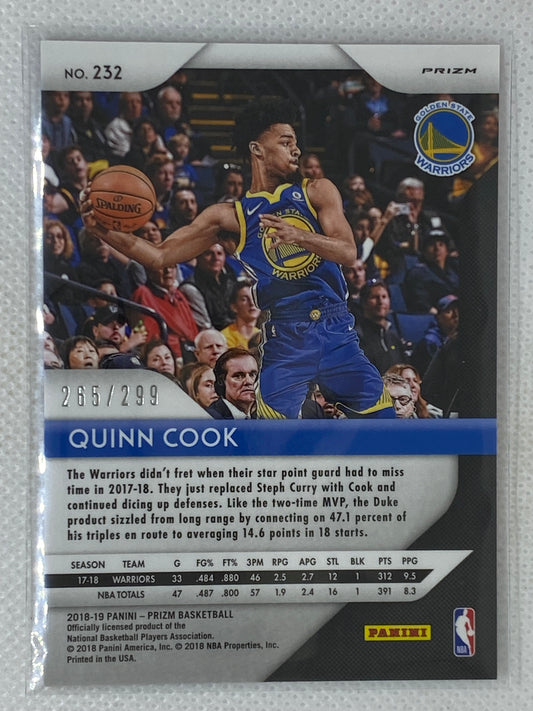 NO. 232
PRIZM
GOLDEN STATE
WARRIORS
SPALDING
GOLDEN STATE
WARRIORS
265/299
QUINN COOK
The Warriors didn't fret when their star point guard had to miss
time in 2017-18. They just replaced Steph Curry with Cook and
continued dicing up defenses. Like the two-time MVP, the Duke
product sizzled from long range by connecting on 47.1 percent of
his triples en route to averaging 14.6 points in 18 starts.
SEASON TEAM G FG% FT% 3PM RPG APG STL BLK PTS PPG
17-18 WARRIORS 33 .484 .880 46 2.5 2.7 12 1 312 9.5
NBA TOTALS 47 .487 .800 57 1.9 2.4 16 1 391 8.3
2018-19 PANINI – PRIZM BASKETBALL
Officially licensed product of the
National Basketball Players Association.
© 2018 Panini America, Inc. © 2018 NBA Properties, Inc.
Printed in the USA.
PANINI
NBA